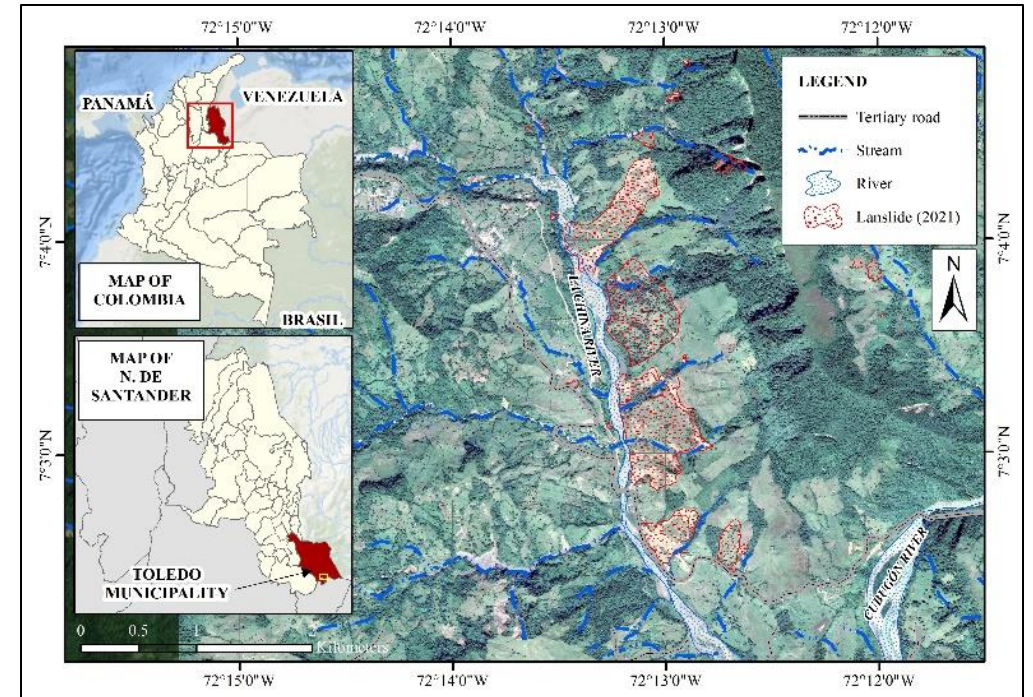 72°15'0"W
72°14'0"W
72°13'0"W
72°12'0"W
PANAMÁ
VENEZUELA
MAP OF
COLOMBIA
BRASIL
LEGEND
Tertiary road
Stream
River
Lanslide (2021)
N
7°4'0"N
7°4'0"N
LA CHINA RIVER
MAP OF
N. DE
SANTANDER
7°3'0"N
7°3'0"N
TOLEDO
MUNICIPALITY
CUBUGÓN RIVER
0 0.5 1 2
Kilometers
72°15'0"W
72°14'0"W
72°13'0"W
72°12'0"W